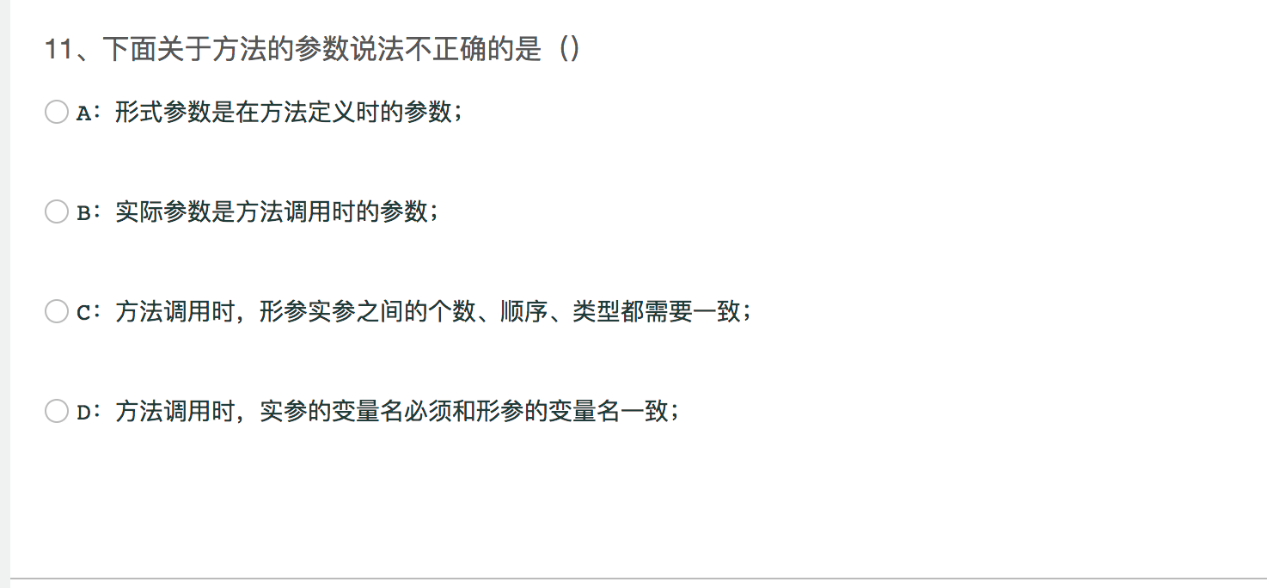 11、下面关于方法的参数说法不正确的是（）
A：形式参数是在方法定义时的参数；
B：实际参数是方法调用时的参数；
C：方法调用时，形参实参之间的个数、顺序、类型都需要一致；
D：方法调用时，实参的变量名必须和形参的变量名一致；